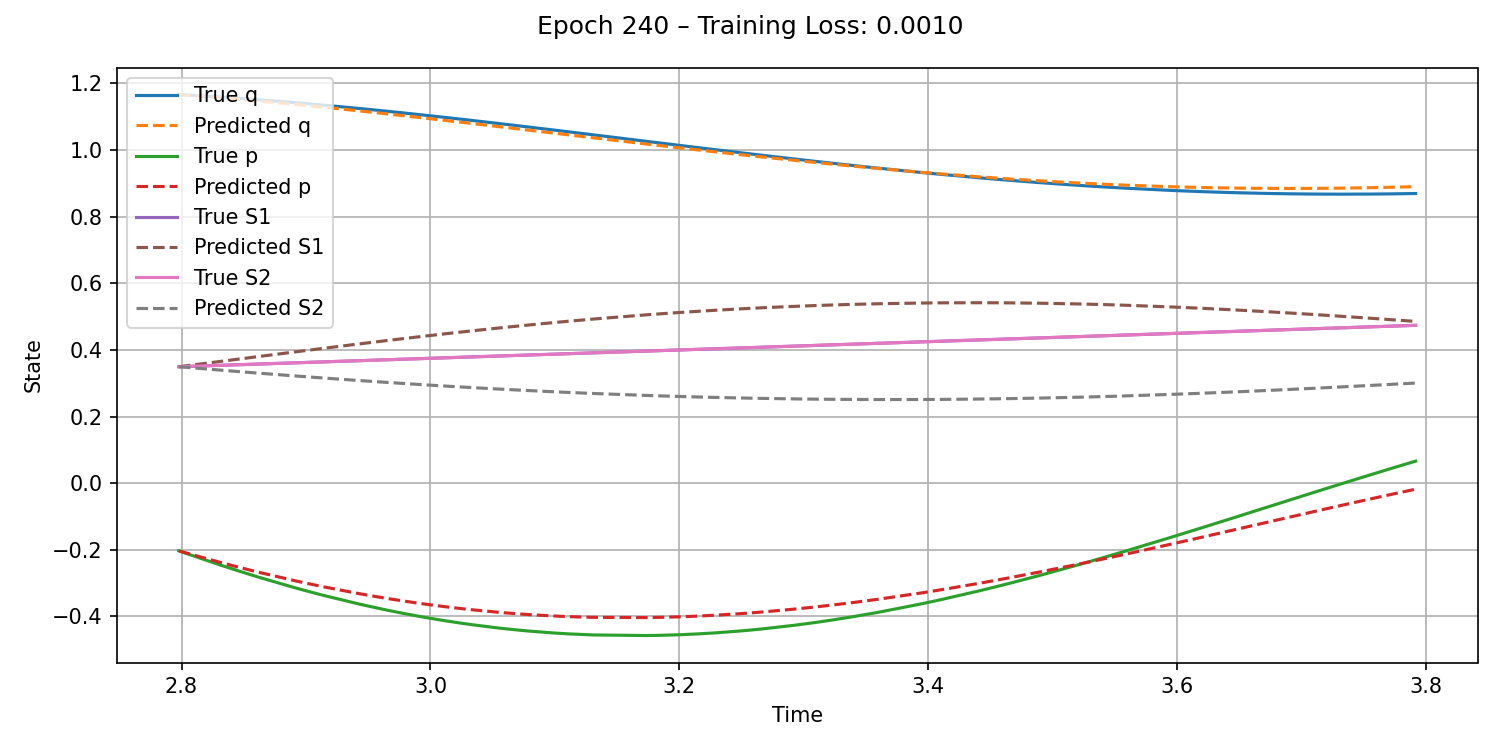 Epoch 240 – Training Loss: 0.0010
1.2
1.0
0.8
0.6
0.4
0.2
0.0
−0.2
−0.4
State
True q
Predicted q
True p
Predicted p
True S1
Predicted S1
True S2
Predicted S2
2.8 3.0 3.2 3.4 3.6 3.8
Time